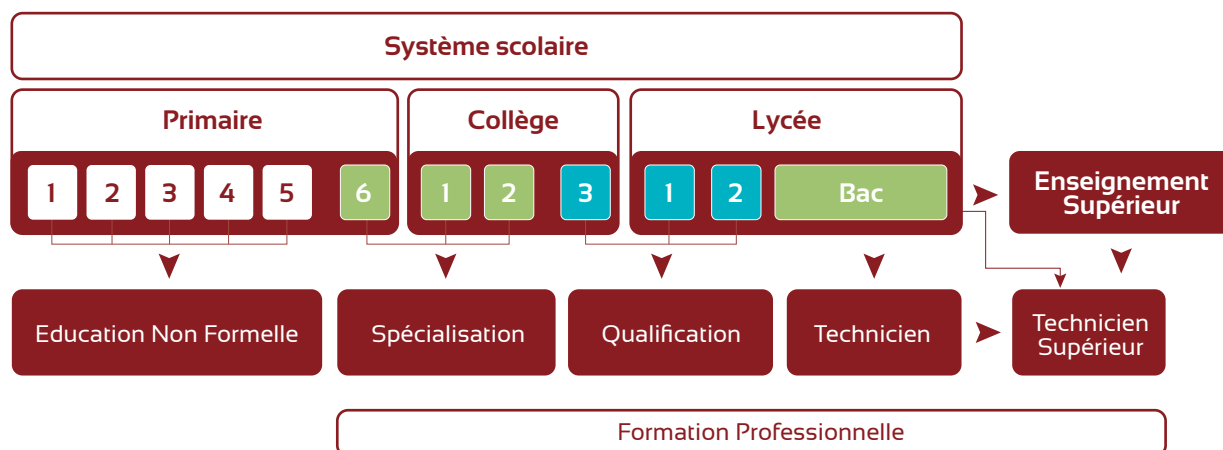 Système scolaire
Primaire
Collège
Lycée
1 2 3 4 5 6
1 2 3
1 2 Bac
Enseignement
Supérieur
Education Non Formelle
Spécialisation
Qualification
Technicien
Technicien
Supérieur
Formation Professionnelle